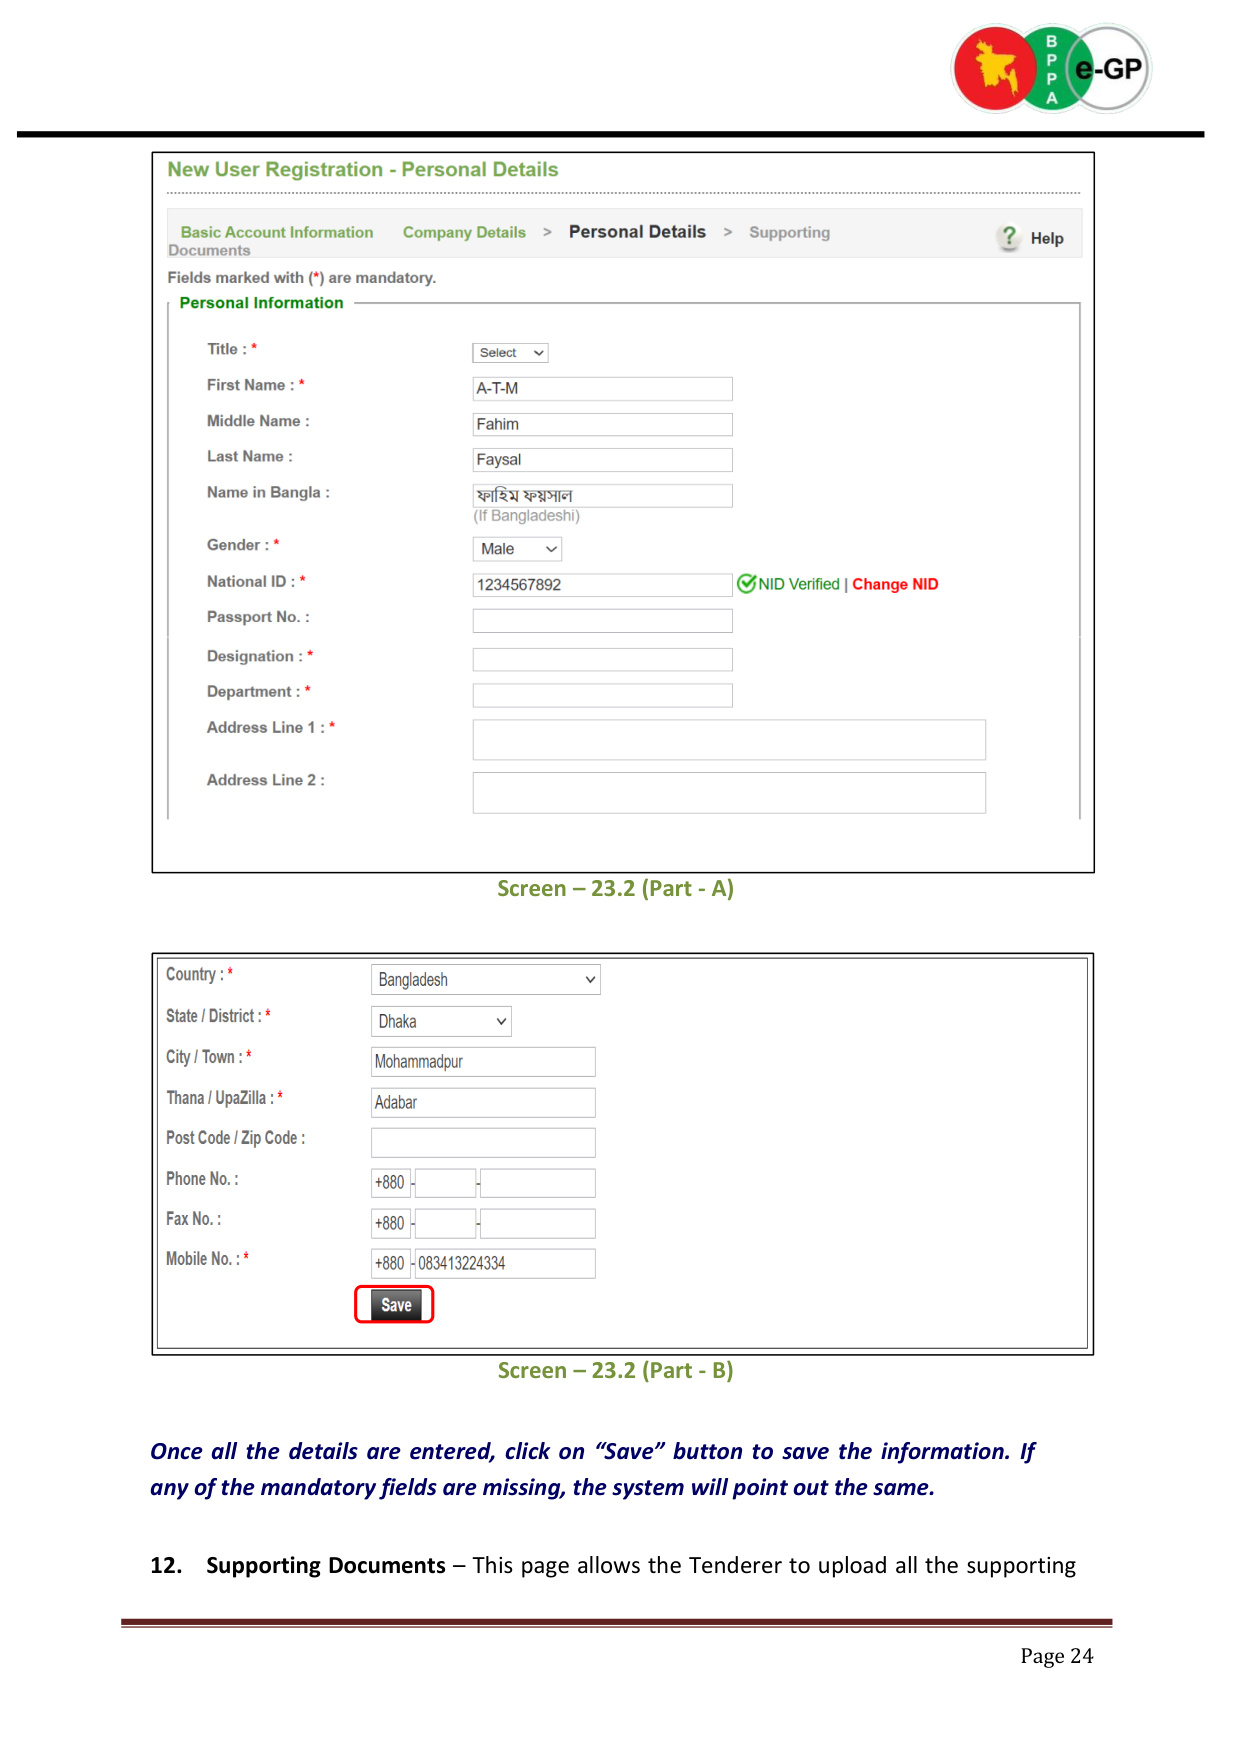 B
P
P
A
e-GP
New User Registration - Personal Details
Basic Account Information Company Details > Personal Details > Supporting
Documents
? Help
Fields marked with (*) are mandatory.
Personal Information
Title : * Select
First Name : * A-T-M
Middle Name : Fahim
Last Name : Faysal
Name in Bangla : ফাহিম ফয়সাল
(If Bangladeshi)
Gender : * Male
National ID : * 1234567892 NID Verified | Change NID
Passport No. :
Designation : *
Department : *
Address Line 1 : *
Address Line 2 :
Screen – 23.2 (Part - A)
Country : * Bangladesh
State / District : * Dhaka
City / Town : * Mohammadpur
Thana / UpaZilla : * Adabar
Post Code / Zip Code :
Phone No. : +880 - -
Fax No. : +880 - -
Mobile No. : * +880 - 083413224334
Save
Screen – 23.2 (Part - B)
Once all the details are entered, click on “Save” button to save the information. If
any of the mandatory fields are missing, the system will point out the same.
12. Supporting Documents – This page allows the Tenderer to upload all the supporting
Page 24